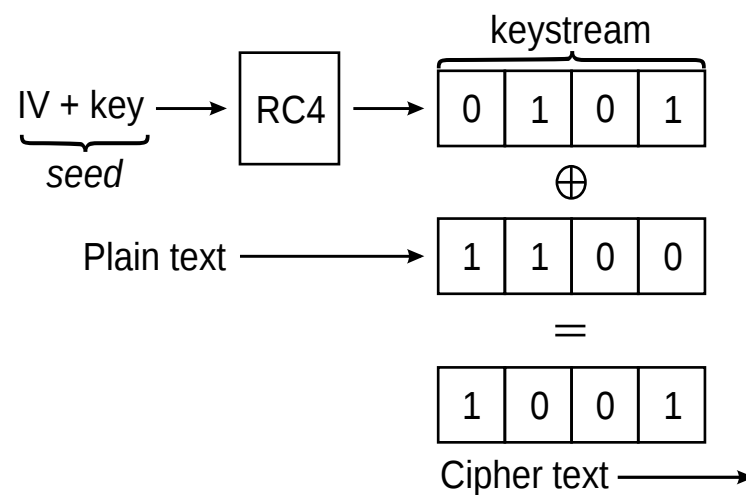 keystream
IV + key
RC4
0 1 0 1
seed
⊕
Plain text
1 1 0 0
=
1 0 0 1
Cipher text